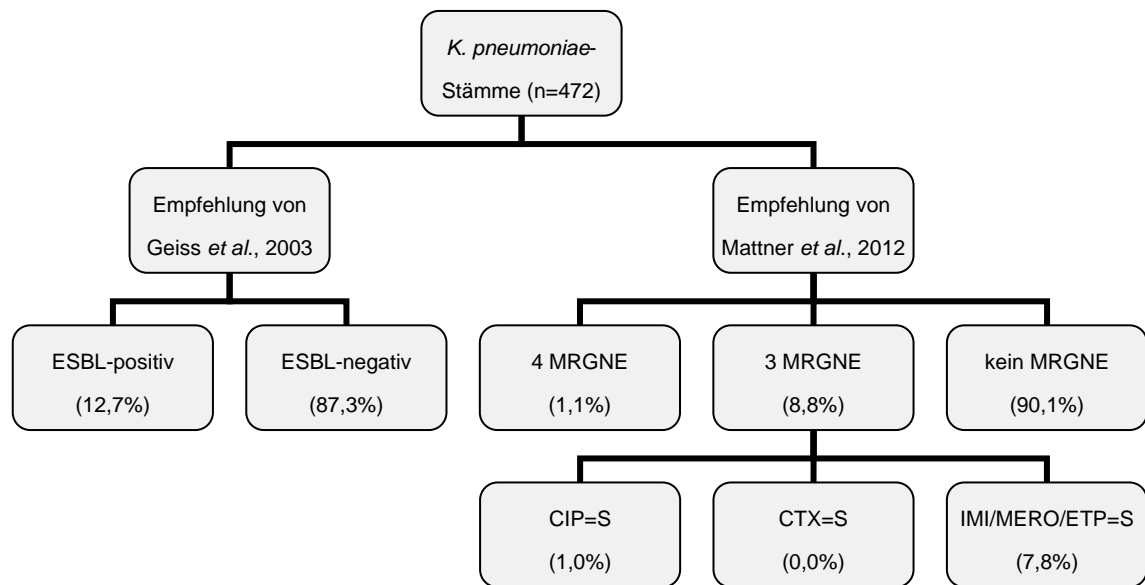 K. pneumoniae-
Stämme (n=472)
Empfehlung von
Geiss et al., 2003
Empfehlung von
Mattner et al. 2012
ESBL-positiv
(12,7%)
ESBL-negativ
(87,3%)
4 MRGNE
(1,1%)
3 MRGNE
(8,8%)
kein MRGNE
(90,1%)
CIP=S
(1,0%)
CTX=S
(0,0%)
IMI/MERO/ETP=S
(7,8%)